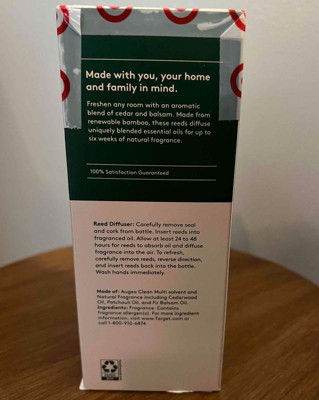 Made with you, your home
and family in mind.
Freshen any room with an aromatic
blend of cedar and balsam. Made from
renewable bamboo, these reeds diffuse
uniquely blended essential oils for up to
six weeks of natural fragrance.
100% Satisfaction Guaranteed
Reed Diffuser: Carefully remove seal
and cork from bottle. Insert reeds into
fragranced oil. Allow at least 24 to 48
hours for reeds to absorb oil and diffuse
fragrance into the air. To refresh,
carefully remove reeds, reverse direction,
and insert reeds back into the bottle.
Wash hands immediately.
Made of: Augeo Clean Multi solvent and
Natural Fragrance including Cedarwood
Oil, Patchouli Oil, and Fir Balsam Oil.
Ingredients: Fragrance. Contains
fragrance allergen(s). For more ingredient
information, visit www.Target.com or
call 1-800-910-6874.